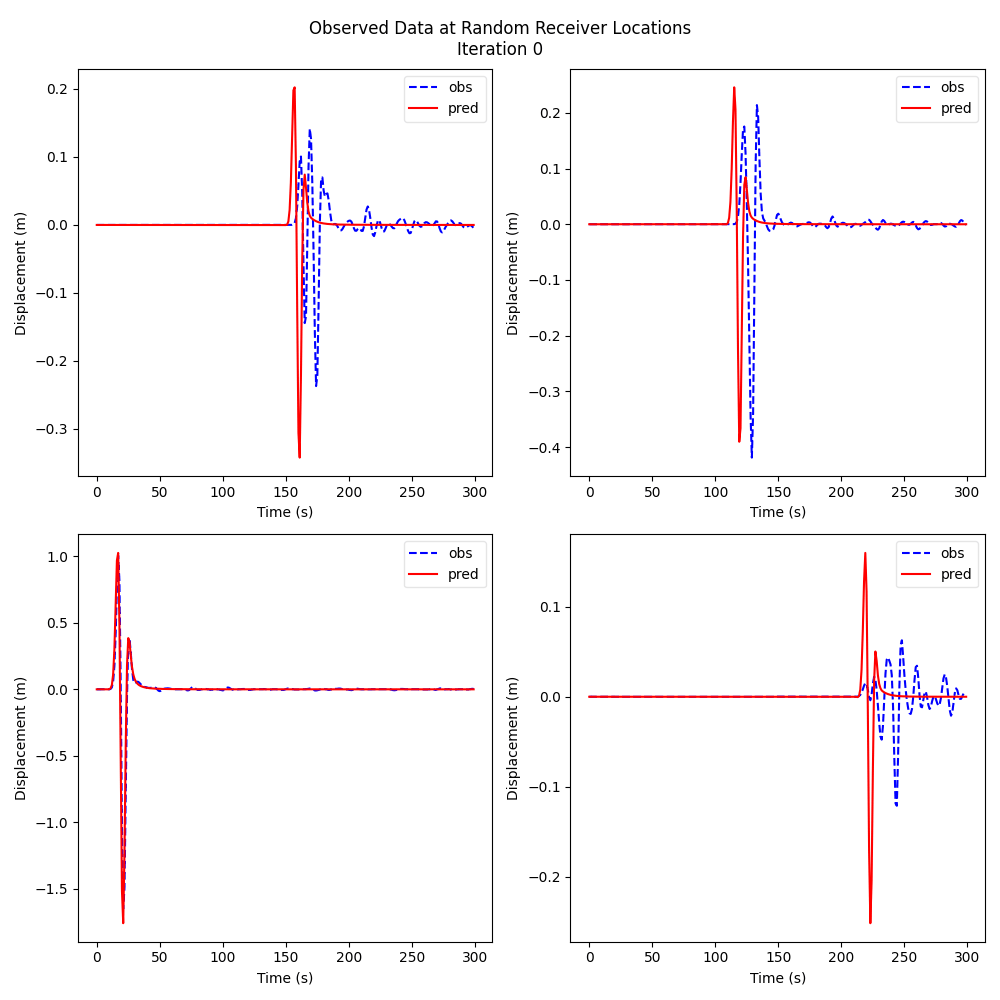 Observed Data at Random Receiver Locations
Iteration 0
0.2
0.1
0.0
−0.1
−0.2
−0.3
Displacement (m)
0 50 100 150 200 250 300
Time (s)
obs
pred
0.2
0.1
0.0
−0.1
−0.2
−0.3
−0.4
Displacement (m)
0 50 100 150 200 250 300
Time (s)
obs
pred
1.0
0.5
0.0
−0.5
−1.0
−1.5
Displacement (m)
0 50 100 150 200 250 300
Time (s)
obs
pred
0.1
0.0
−0.1
−0.2
Displacement (m)
0 50 100 150 200 250 300
Time (s)
obs
pred